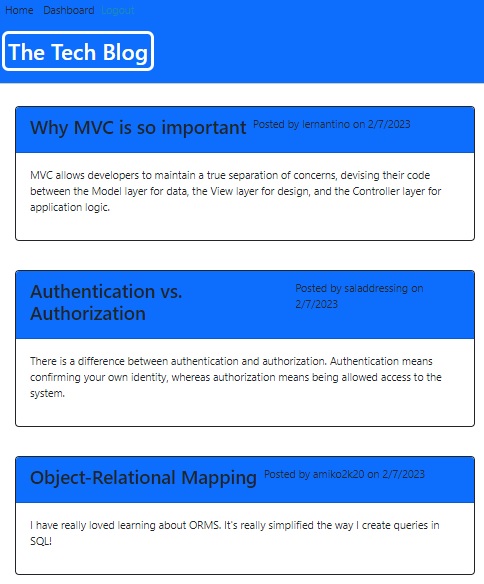 Home Dashboard Logout
The Tech Blog
Why MVC is so important Posted by lernantino on 2/7/2023
MVC allows developers to maintain a true separation of concerns, devising their code
between the Model layer for data, the View layer for design, and the Controller layer for
application logic.
Authentication vs. Authorization
Posted by saladdressing on 2/7/2023
There is a difference between authentication and authorization. Authentication means
confirming your own identity, whereas authorization means being allowed access to the
system.
Object-Relational Mapping Posted by amiko2k20 on 2/7/2023
I have really loved learning about ORMS. It's really simplified the way I create queries in
SQL!